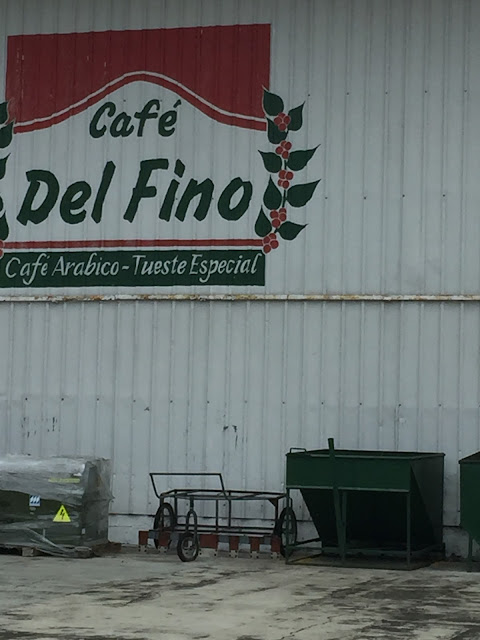 Café
Del Fino
Café Arabico - Tueste Especial